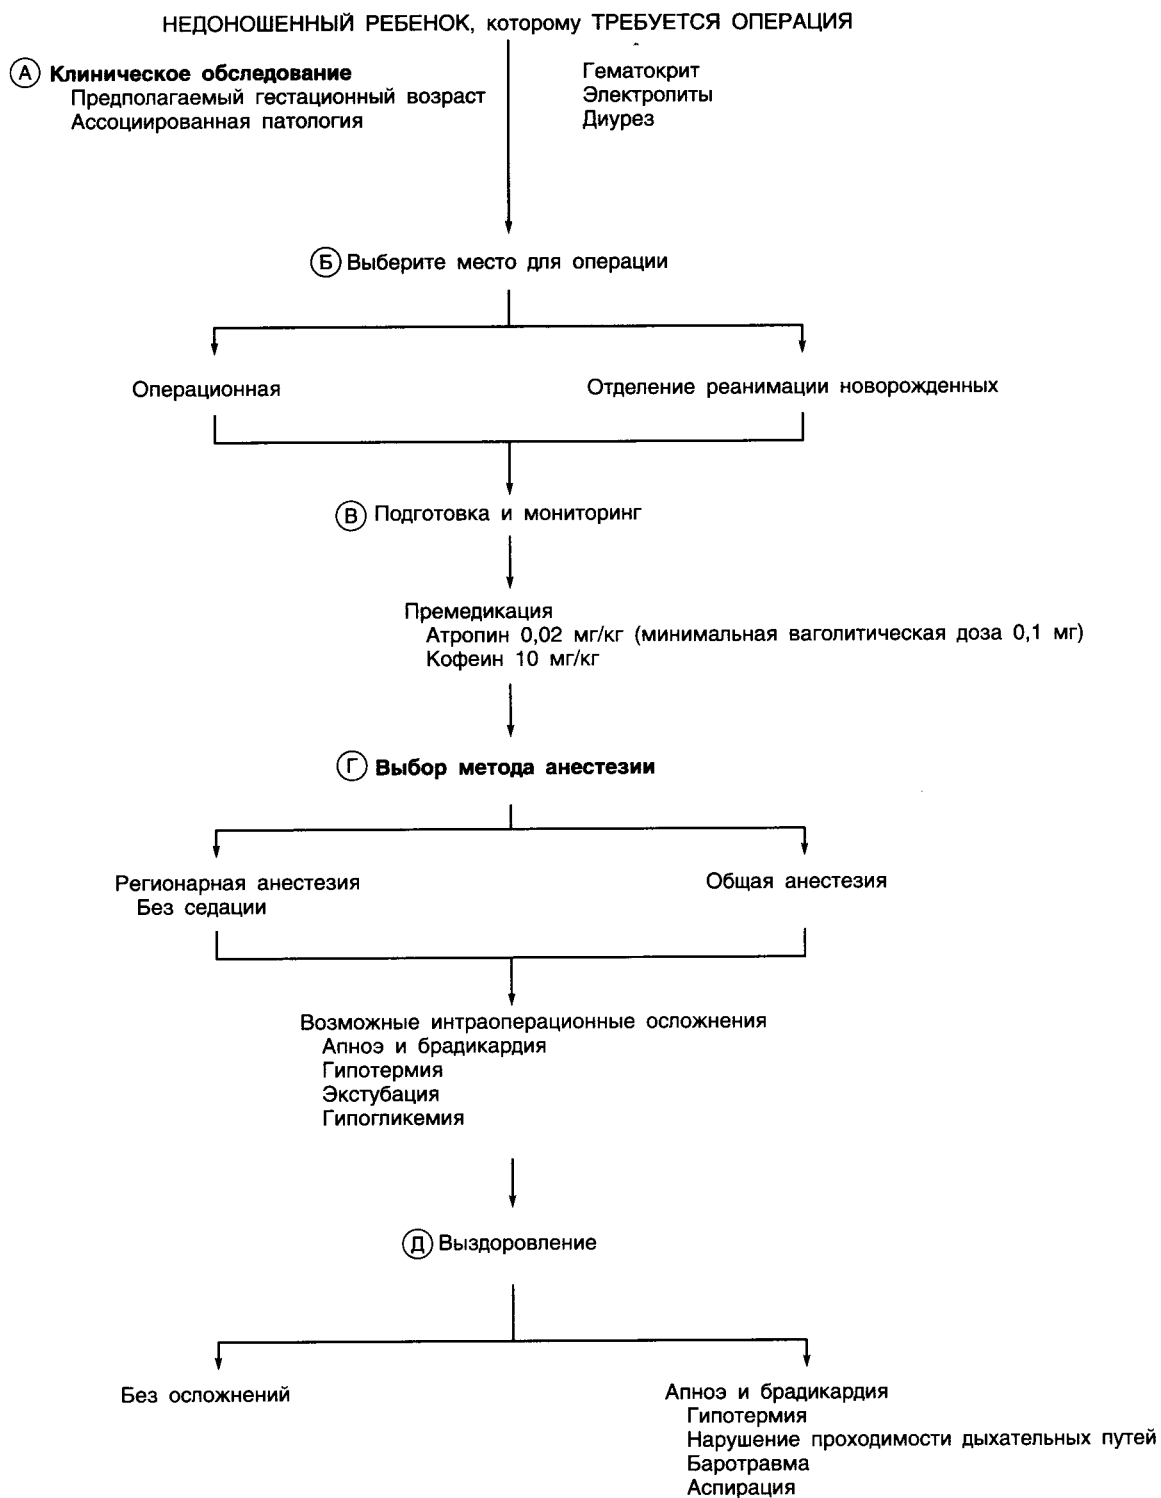 НЕДОНОШЕННЫЙ РЕБЕНОК, которому ТРЕБУЕТСЯ ОПЕРАЦИЯ
А Клиническое обследование
Предполагаемый гестационный возраст
Ассоциированная патология
Гематокрит
Электролиты
Диурез
Б Выберите место для операции
Операционная
Отделение реанимации новорожденных
В Подготовка и мониторинг
Премедикация
Атропин 0,02 мг/кг (минимальная ваголитическая доза 0,1 мг)
Кофеин 10 мг/кг
Г Выбор метода анестезии
Регионарная анестезия
Без седации
Общая анестезия
Возможные интраоперационные осложнения
Апноэ и брадикардия
Гипотермия
Экстубация
Гипогликемия
Д Выздоровление
Без осложнений
Апноэ и брадикардия
Гипотермия
Нарушение проходимости дыхательных путей
Баротравма
Аспирация